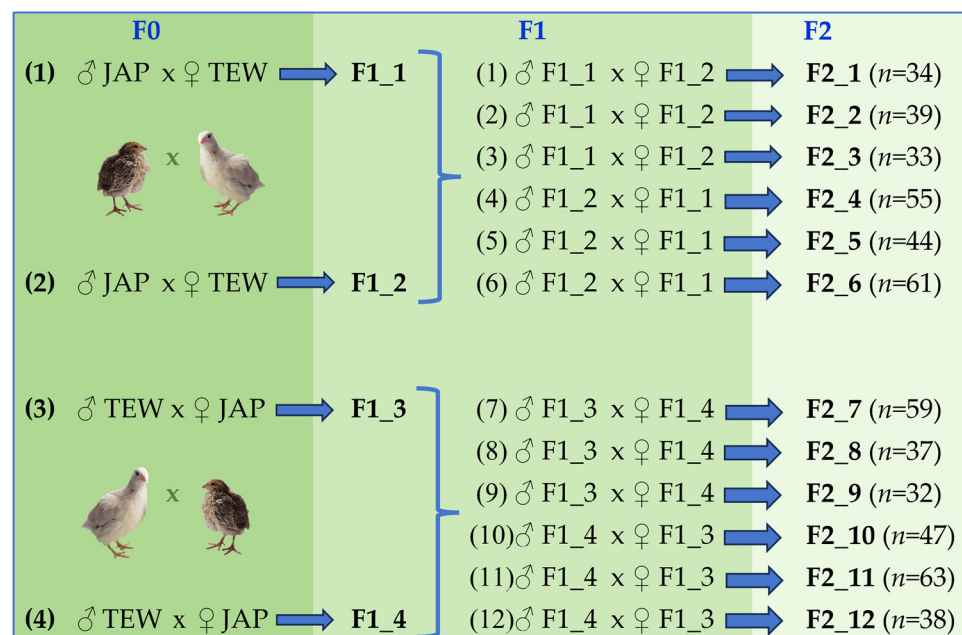 F0 F1 F2
(1) ♂ JAP x ♀ TEW F1_1 (1) ♂ F1_1 x ♀ F1_2 F2_1 (n=34)
(2) ♂ F1_1 x ♀ F1_2 F2_2 (n=39)
x (3) ♂ F1_1 x ♀ F1_2 F2_3 (n=33)
(4) ♂ F1_2 x ♀ F1_1 F2_4 (n=55)
(5) ♂ F1_2 x ♀ F1_1 F2_5 (n=44)
(2) ♂ JAP x ♀ TEW F1_2 (6) ♂ F1_2 x ♀ F1_1 F2_6 (n=61)
(3) ♂ TEW x ♀ JAP F1_3 (7) ♂ F1_3 x ♀ F1_4 F2_7 (n=59)
(8) ♂ F1_3 x ♀ F1_4 F2_8 (n=37)
x (9) ♂ F1_3 x ♀ F1_4 F2_9 (n=32)
(10)♂ F1_4 x ♀ F1_3 F2_10 (n=47)
(11)♂ F1_4 x ♀ F1_3 F2_11 (n=63)
(4) ♂ TEW x ♀ JAP F1_4 (12)♂ F1_4 x ♀ F1_3 F2_12 (n=38)